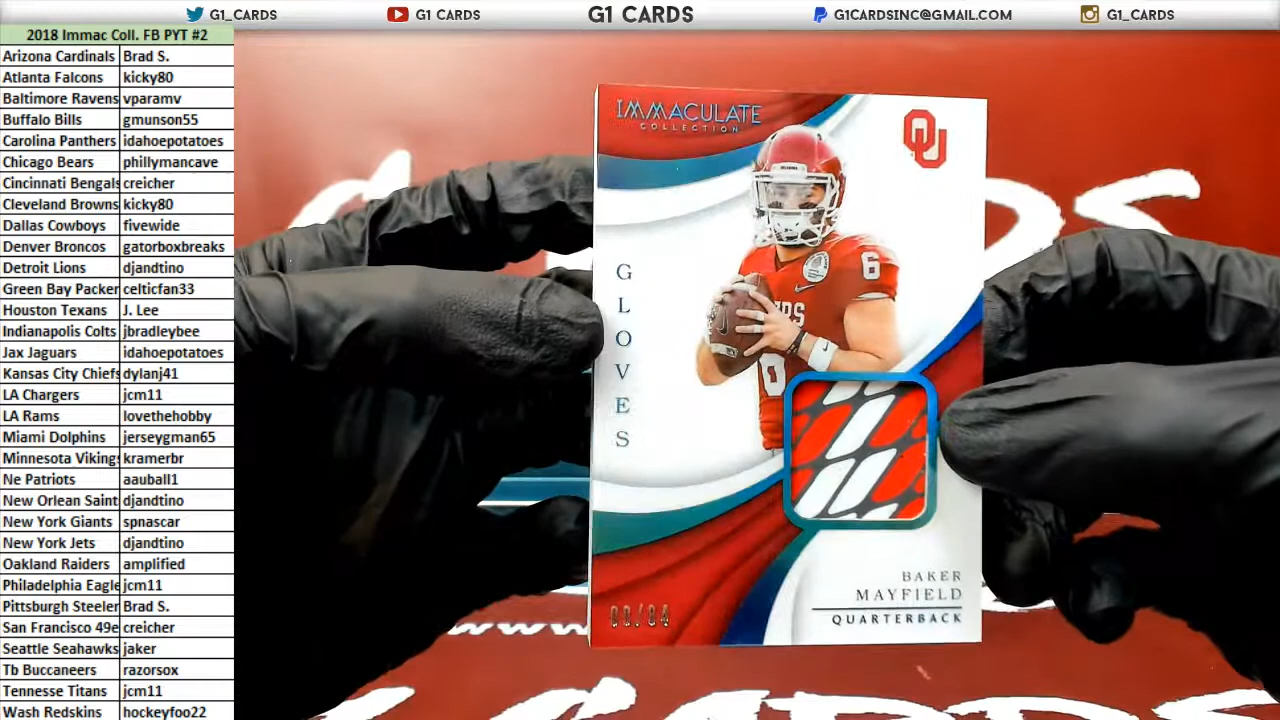 G1_CARDS
G1 CARDS
G1 CARDS
G1CARDSINC@GMAIL.COM
G1_CARDS
2018 Immac Coll. FB PYT #2
Arizona Cardinals Brad S.
Atlanta Falcons kicky80
Baltimore Ravens vparamv
Buffalo Bills gmunson55
Carolina Panthers idahoepotatoes
Chicago Bears phillymancave
Cincinnati Bengals creicher
Cleveland Browns kicky80
Dallas Cowboys fivewide
Denver Broncos gatorboxbreaks
Detroit Lions djandtino
Green Bay Packer celticfan33
Houston Texans J. Lee
Indianapolis Colts jbradleybee
Jax Jaguars idahoepotatoes
Kansas City Chiefs dylanj41
LA Chargers jcm11
LA Rams lovethehobby
Miami Dolphins jerseygman65
Minnesota Vikings kramerbr
Ne Patriots aauball1
New Orlean Saint djandtino
New York Giants spnascar
New York Jets djandtino
Oakland Raiders amplified
Philadelphia Eagle jcm11
Pittsburgh Steeler Brad S.
San Francisco 49e creicher
Seattle Seahawks jaker
Tb Buccaneers razorsox
Tennesse Titans jcm11
Wash Redskins hockeyfoo22
IMMACULATE
COLLECTION
OU
6
GLOVES
BAKER
MAYFIELD
QUARTERBACK
www